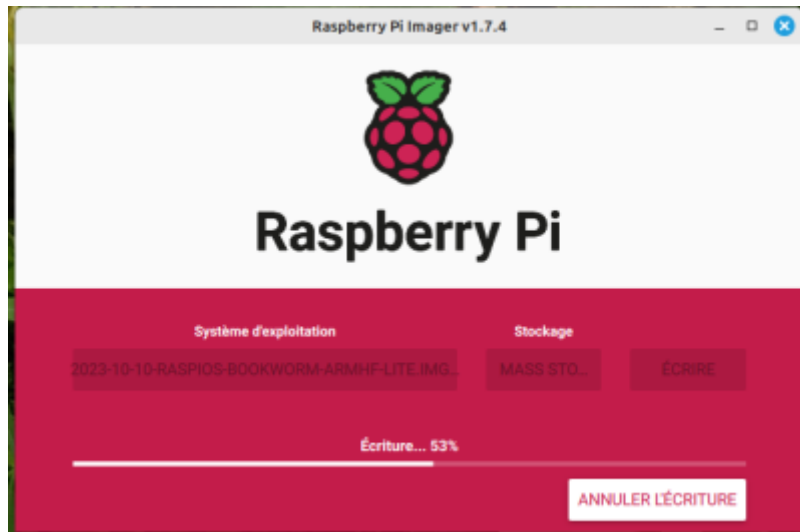 Raspberry Pi Imager v1.7.4
Raspberry Pi
Système d'exploitation
Stockage
2023-10-10-RASPIOS-BOOKWORM-ARMHF-LITE.IMG...
MASS STO...
ÉCRIRE
Écriture... 53%
ANNULER L'ÉCRITURE